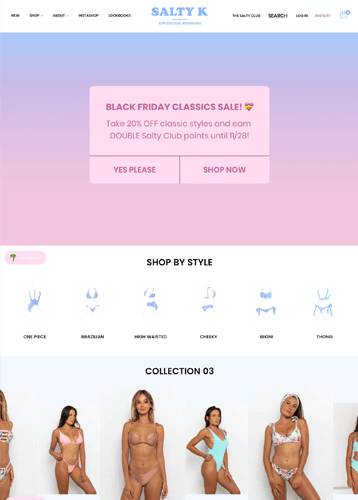 NEW
SHOP
ABOUT
INSTASHOP
LOOKBOOKS
SALTY K
THE SALTY CLUB
SEARCH
LOG IN
WISHLIST
BLACK FRIDAY CLASSICS SALE!
Take 20% OFF classic styles and earn
DOUBLE Salty Club points until 11/28!
YES PLEASE
SHOP NOW
SHOP BY STYLE
ONE PIECE
BRAZILIAN
HIGH WAISTED
CHEEKY
BIKINI
THONG
COLLECTION 03